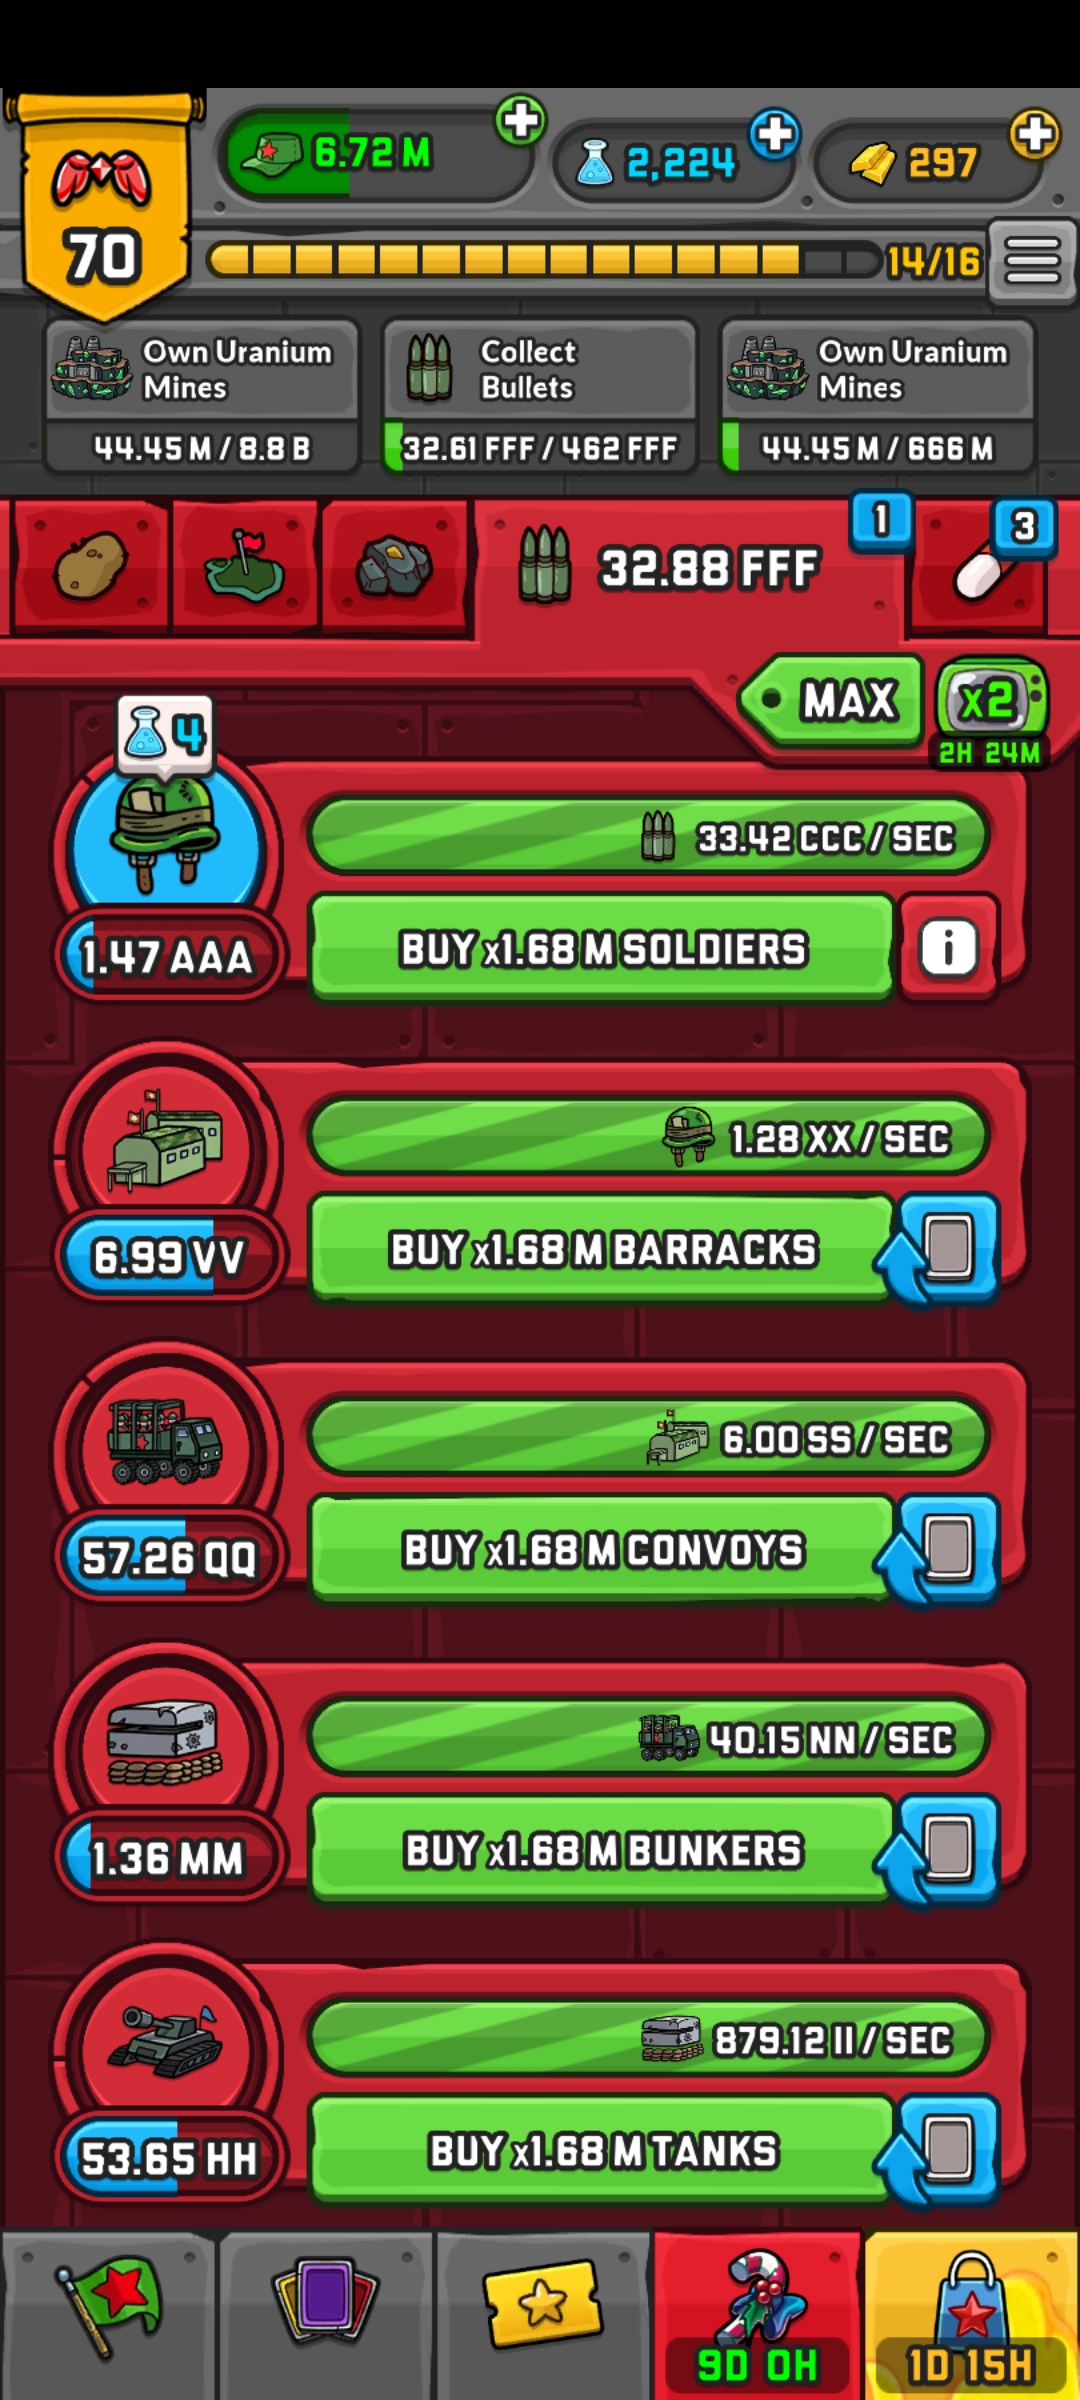 6.72 M
2,224
297
70
14/16
Own Uranium
Mines
44.45 M / 8.8 B
Collect
Bullets
32.61 FFF / 462 FFF
Own Uranium
Mines
44.45 M / 666 M
32.88 FFF
1
3
MAX
x2
2H 24M
4
33.42 CCC / SEC
1.47 AAA
BUY x1.68 M SOLDIERS
i
1.28 XX / SEC
6.99 VV
BUY x1.68 M BARRACKS
6.00 SS / SEC
57.26 QQ
BUY x1.68 M CONVOYS
40.15 NN / SEC
1.36 MM
BUY x1.68 M BUNKERS
879.12 II / SEC
53.65 HH
BUY x1.68 M TANKS
9D 0H
1D 15H